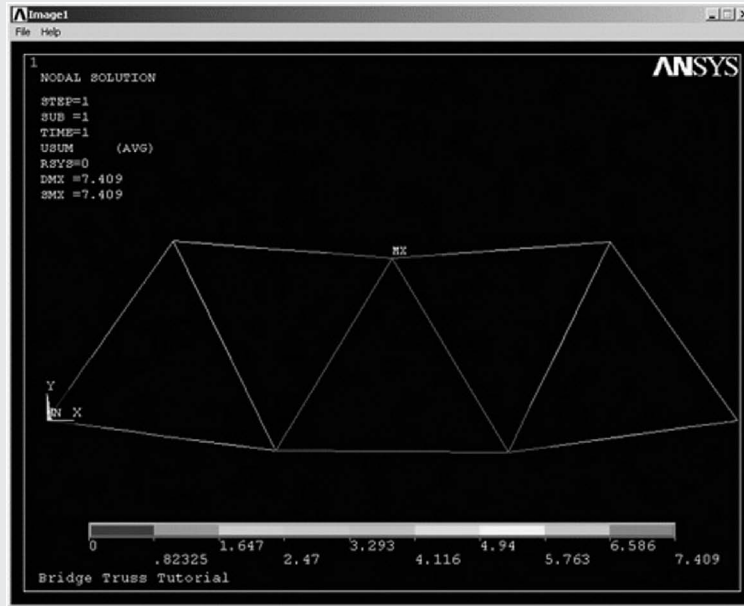 Image1
File Help
1
ANSYS
NODAL SOLUTION
STEP=1
SUB =1
TIME=1
USUM (AVG)
RSYS=0
DMX =7.409
SMX =7.409
MX
Y
MN X
0 1.647 3.293 4.94 6.586
.82325 2.47 4.116 5.763 7.409
Bridge Truss Tutorial